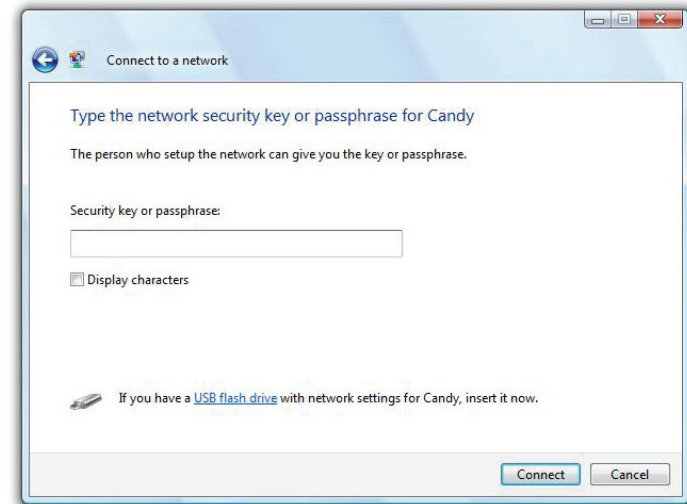 Connect to a network
Type the network security key or passphrase for Candy
The person who setup the network can give you the key or passphrase.
Security key or passphrase:
Display characters
If you have a USB flash drive with network settings for Candy, insert it now.
Connect Cancel